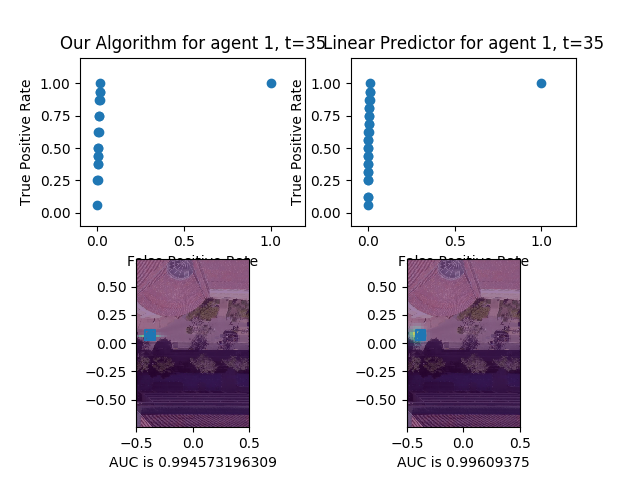 Our Algorithm for agent 1, t=35
Linear Predictor for agent 1, t=35
True Positive Rate
1.00
0.75
0.50
0.25
0.00
0.0 0.5 1.0
False Positive Rate
True Positive Rate
1.00
0.75
0.50
0.25
0.00
0.0 0.5 1.0
False Positive Rate
0.50
0.25
0.00
−0.25
−0.50
−0.5 0.0 0.5
AUC is 0.994573196309
0.50
0.25
0.00
−0.25
−0.50
−0.5 0.0 0.5
AUC is 0.99609375